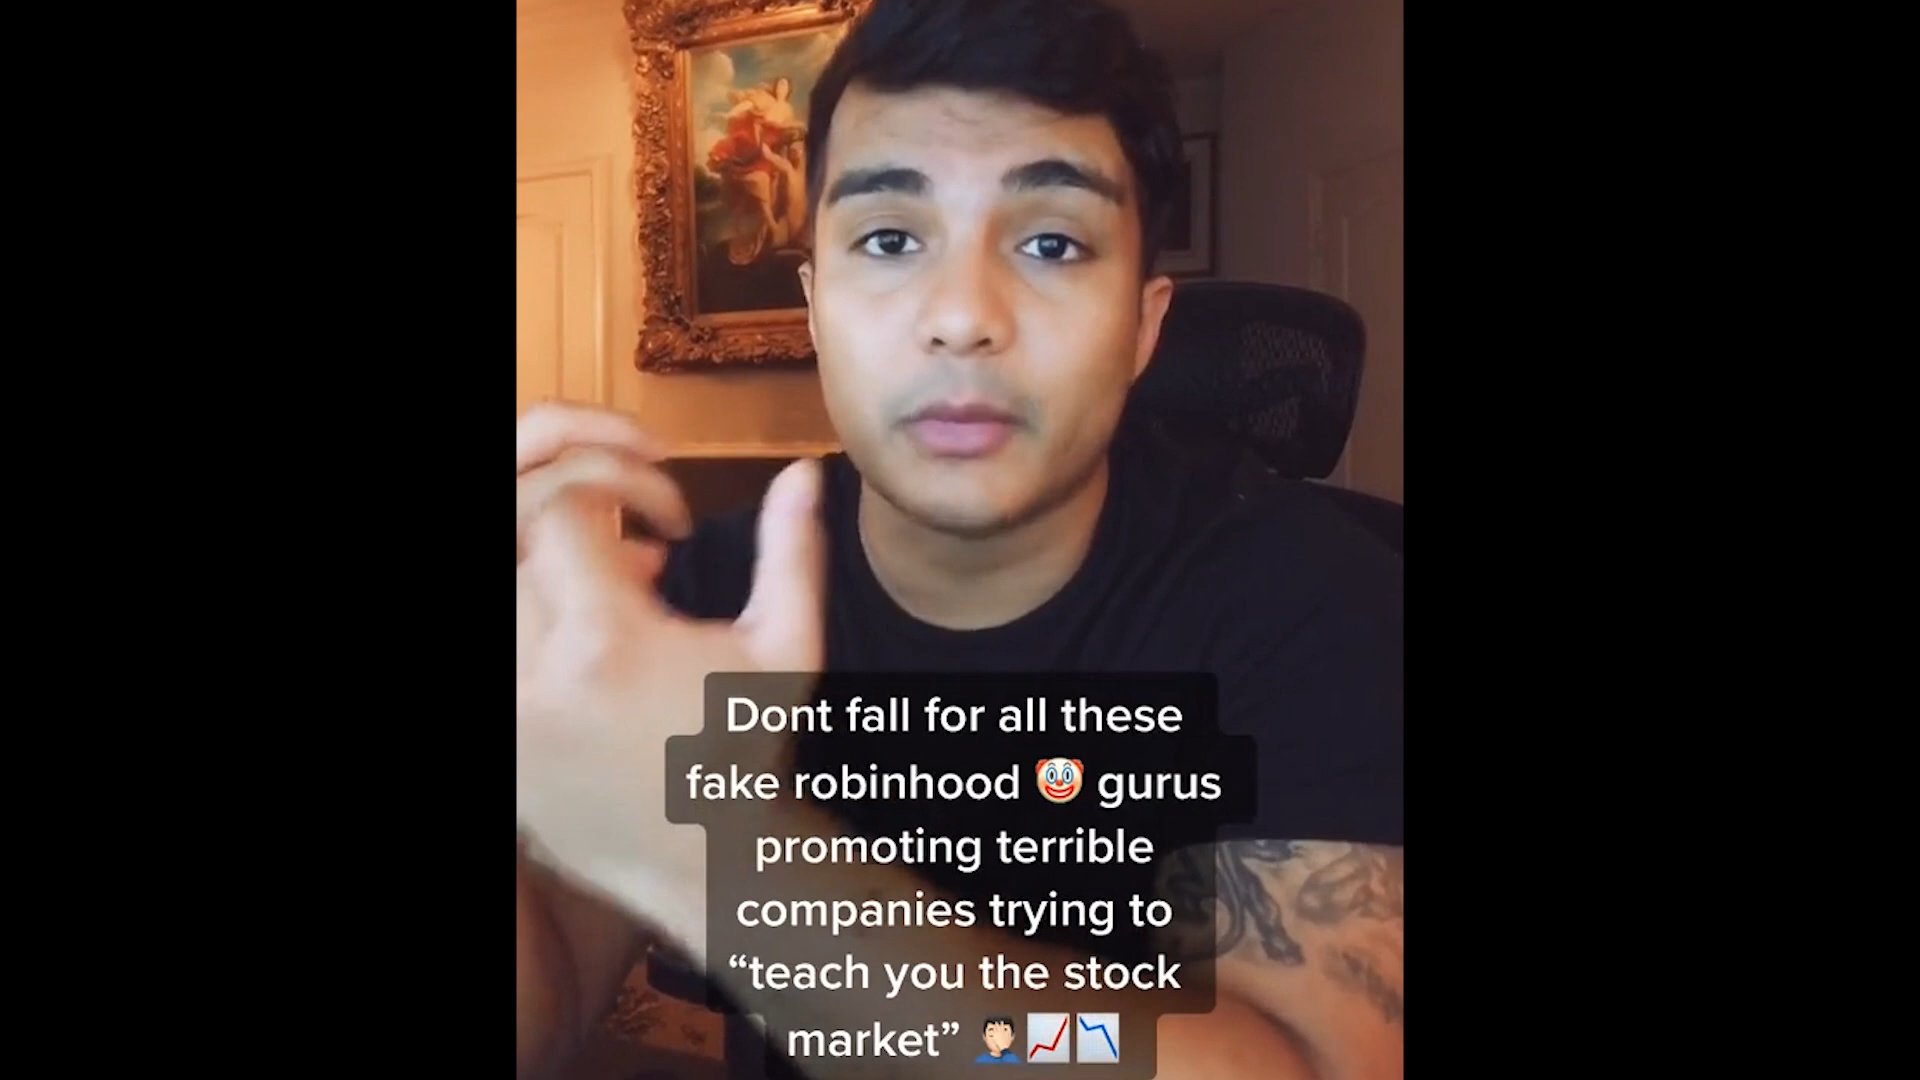 Dont fall for all these
fake robinhood 🤡 gurus
promoting terrible
companies trying to
“teach you the stock
market” 🤦🏻‍♂️📈📉